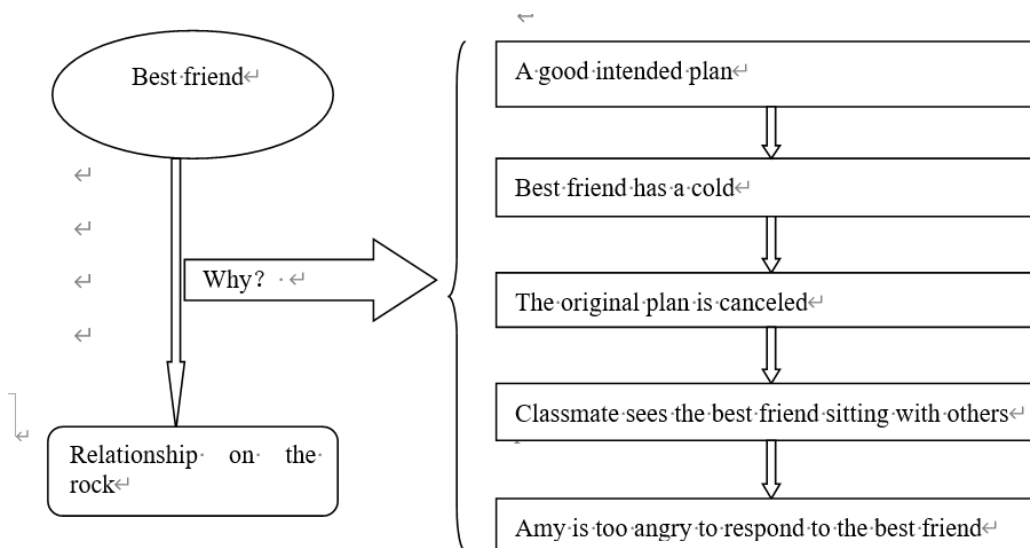 Best friend
Why?
Relationship on the
rock
A good intended plan
Best friend has a cold
The original plan is canceled
Classmate sees the best friend sitting with others
Amy is too angry to respond to the best friend